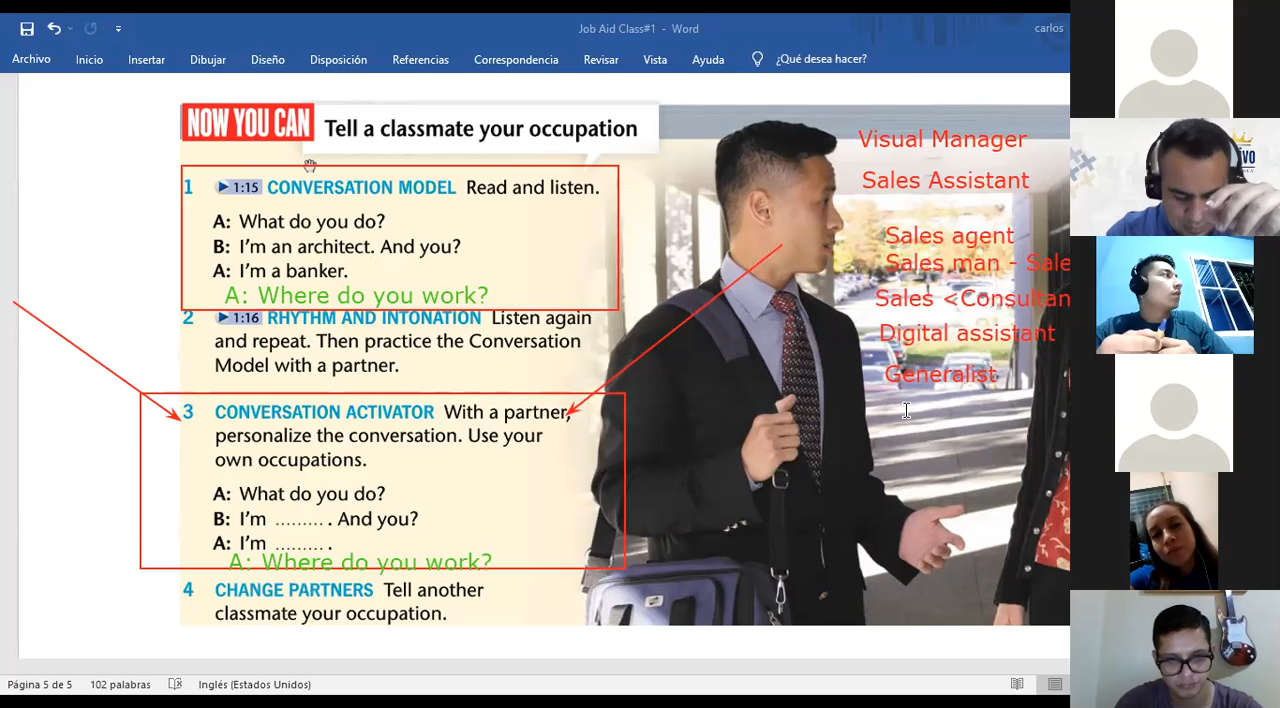 Job Aid Class#1 - Word
carlos
Archivo Inicio Insertar Dibujar Diseño Disposición Referencias Correspondencia Revisar Vista Ayuda ¿Qué desea hacer?
NOW YOU CAN Tell a classmate your occupation
1 1:15 CONVERSATION MODEL Read and listen.
A: What do you do?
B: I'm an architect. And you?
A: I'm a banker.
A: Where do you work?
2 1:16 RHYTHM AND INTONATION Listen again
and repeat. Then practice the Conversation
Model with a partner.
3 CONVERSATION ACTIVATOR With a partner,
personalize the conversation. Use your
own occupations.
A: What do you do?
B: I'm ......... . And you?
A: I'm ......... .
A: Where do you work?
4 CHANGE PARTNERS Tell another
classmate your occupation.
Visual Manager
Sales Assistant
Sales agent
Sales man - Sale
Sales <Consultan
Digital assistant
Generalist
Página 5 de 5 102 palabras Inglés (Estados Unidos)